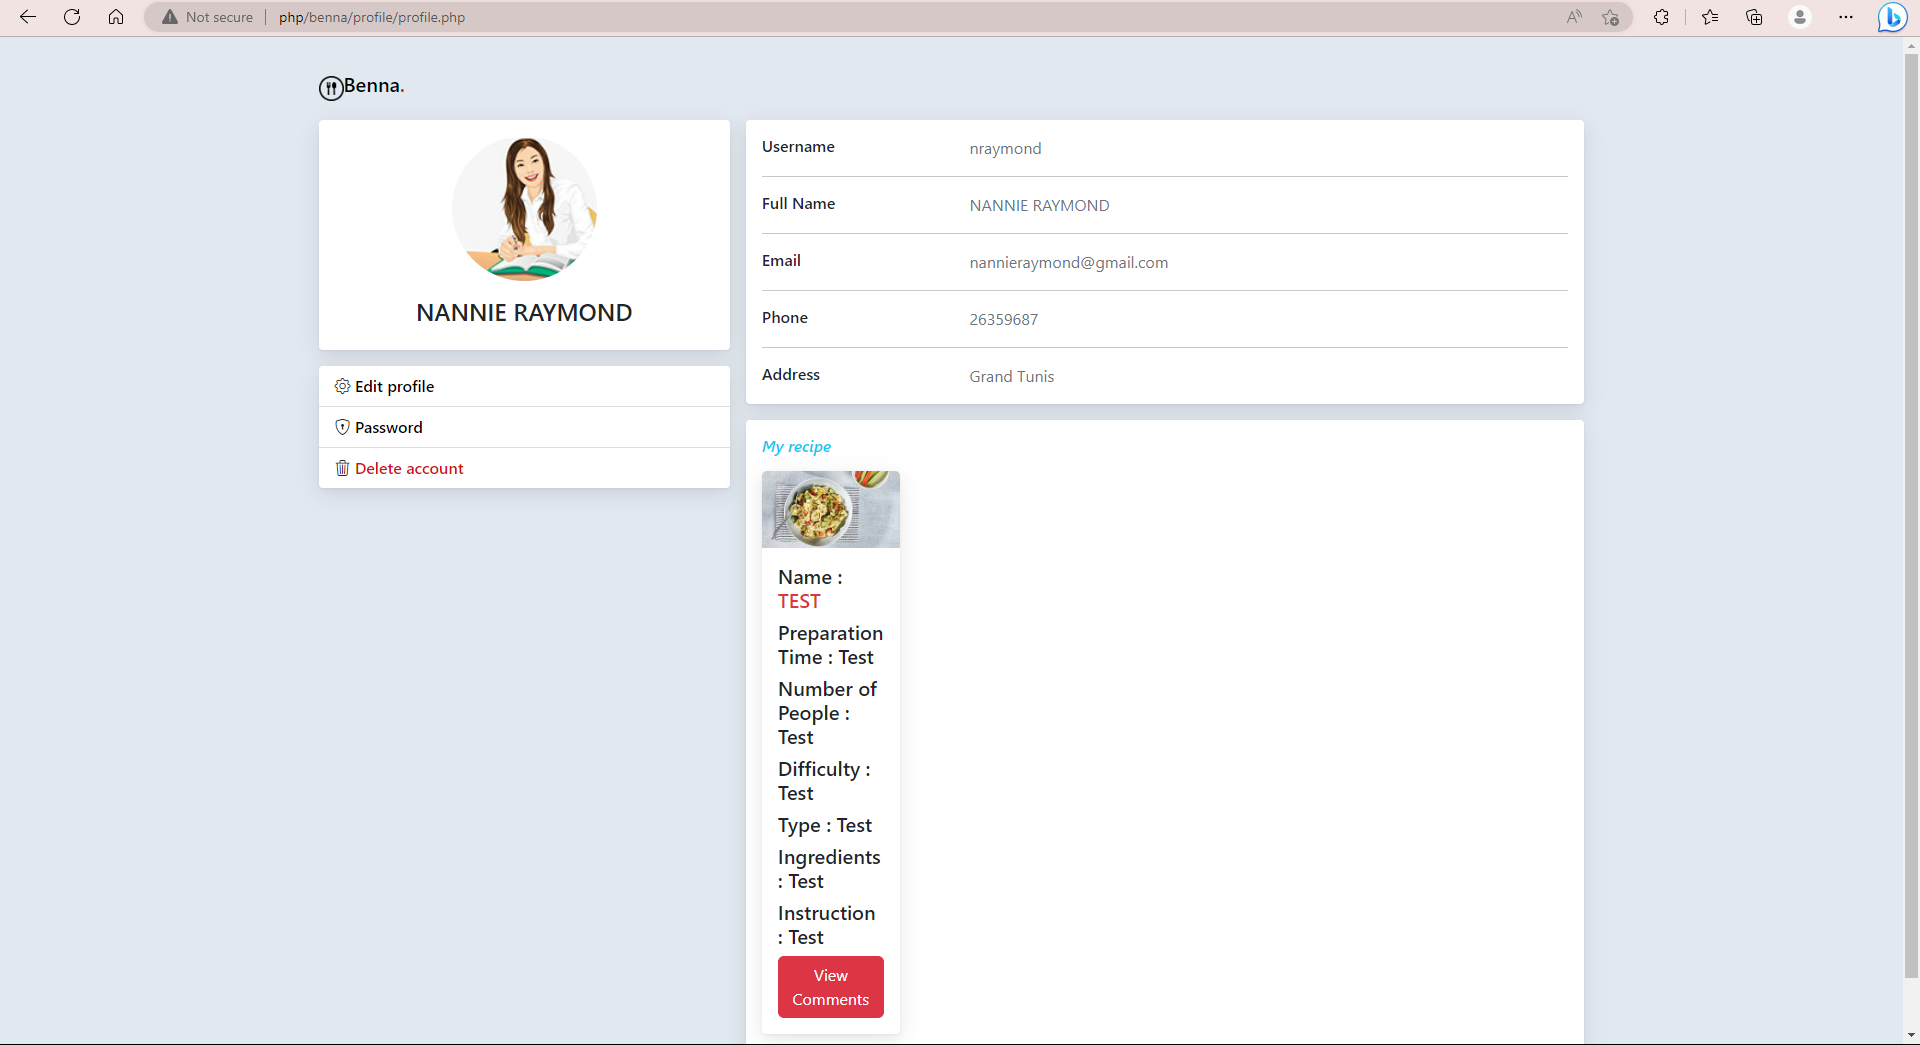 Not secure
php/benna/profile/profile.php
Benna.
NANNIE RAYMOND
Edit profile
Password
Delete account
Username nraymond
Full Name NANNIE RAYMOND
Email nannieraymond@gmail.com
Phone 26359687
Address Grand Tunis
My recipe
Name :
TEST
Preparation
Time : Test
Number of
People :
Test
Difficulty :
Test
Type : Test
Ingredients
: Test
Instruction
: Test
View
Comments